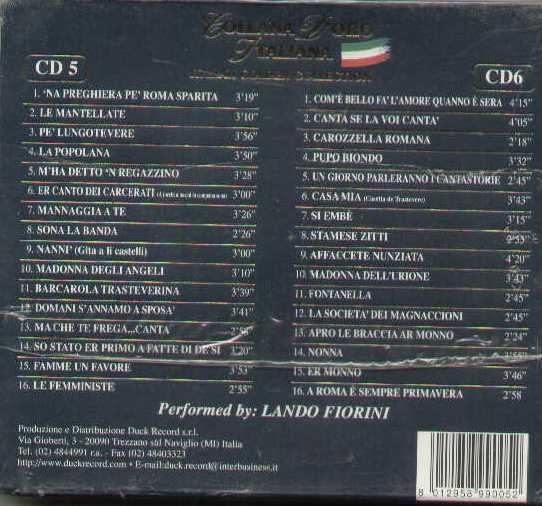 COLLANA D'ORO
ITALIANA
ITALIAN GOLDEN COLLECTION
CD 5
1. 'NA PREGHIERA PE' ROMA SPARITA 3'19"
2. LE MANTELLATE 3'10"
3. PE' LUNGOTEVERE 3'56"
4. LA POPOLANA 3'50"
5. M'HA DETTO 'N REGAZZINO 3'28"
6. ER CANTO DEI CARCERATI 3'00"
7. MANNAGGIA A TE 3'26"
8. SONA LA BANDA 2'26"
9. NANNI' (Gita a li castelli) 3'00"
10. MADONNA DEGLI ANGELI 3'10"
11. BARCAROLA TRASTEVERINA 3'39"
12. DOMANI S'ANNAMO A SPOSA' 3'41"
13. MA CHE TE FREGA...CANTA'
14. SO STATO ER PRIMO A FATTE DI DE SI 3'20"
15. FAMME UN FAVORE 3'53"
16. LE FEMMINISTE 2'55"
CD6
1. COM'È BELLO FA' L'AMORE QUANNO È SERA 4'15"
2. CANTA SE LA VOI CANTA' 4'05"
3. CAROZZELLA ROMANA 2'18"
4. PUPO BIONDO 3'32"
5. UN GIORNO PARLERANNO I CANTASTORIE 2'45"
6. CASA MIA (Casetta de Trastevere) 3'43"
7. SI EMBÈ 3'15"
8. STAMESE ZITTI 2'53"
9. AFFACCETE NUNZIATA 4'20"
10. MADONNA DELL'URIONE 3'43"
11. FONTANELLA 2'45"
12. LA SOCIETA' DEI MAGNACCIONI 2'45"
13. APRO LE BRACCIA AR MONNO 2'24"
14. NONNA
15. ER MONNO 3'46"
16. A ROMA È SEMPRE PRIMAVERA 2'58
Performed by: LANDO FIORINI
Produzione e Distribuzione Duck Record s.r.l.
Via Gioberti, 3 - 20090 Trezzano sul Naviglio (MI) Italia
Tel. (02) 4844991 r.a. - Fax (02) 48403323
http://www.duckrecord.com • E-mail:duck.record@interbusiness.it
8 012958 990052